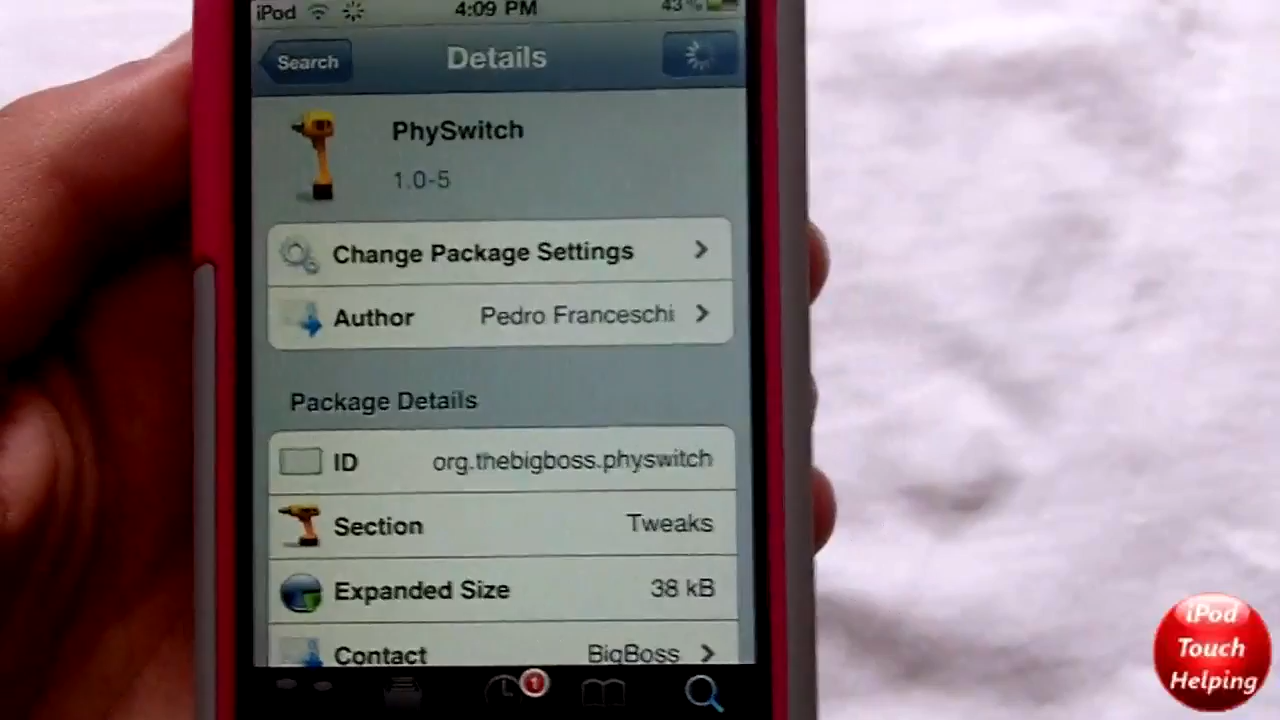 iPod 4:09 PM 43%
Search Details
PhySwitch
1.0-5
Change Package Settings
Author Pedro Franceschi
Package Details
ID org.thebigboss.physwitch
Section Tweaks
Expanded Size 38 kB
Contact BigBoss
1
iPod
Touch
Helping